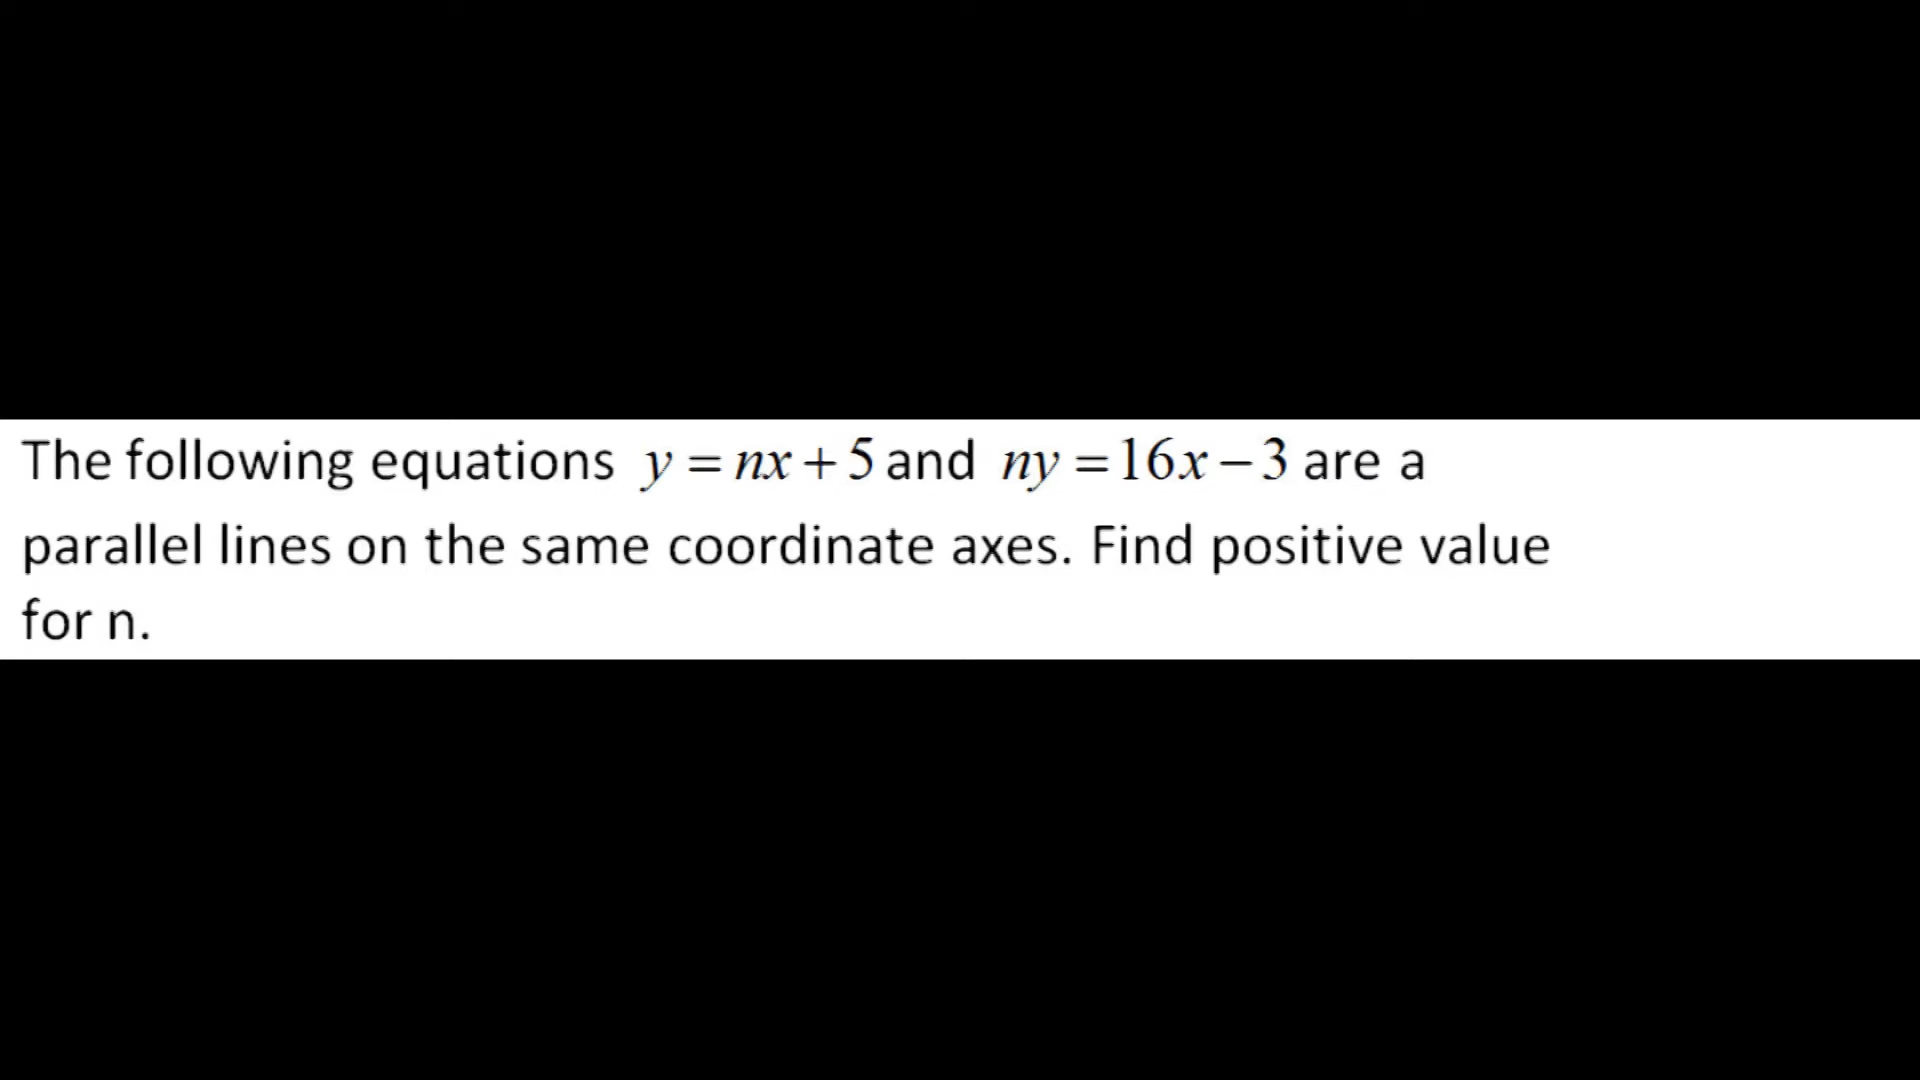 The following equations y = nx + 5 and ny = 16x − 3 are a
parallel lines on the same coordinate axes. Find positive value
for n.